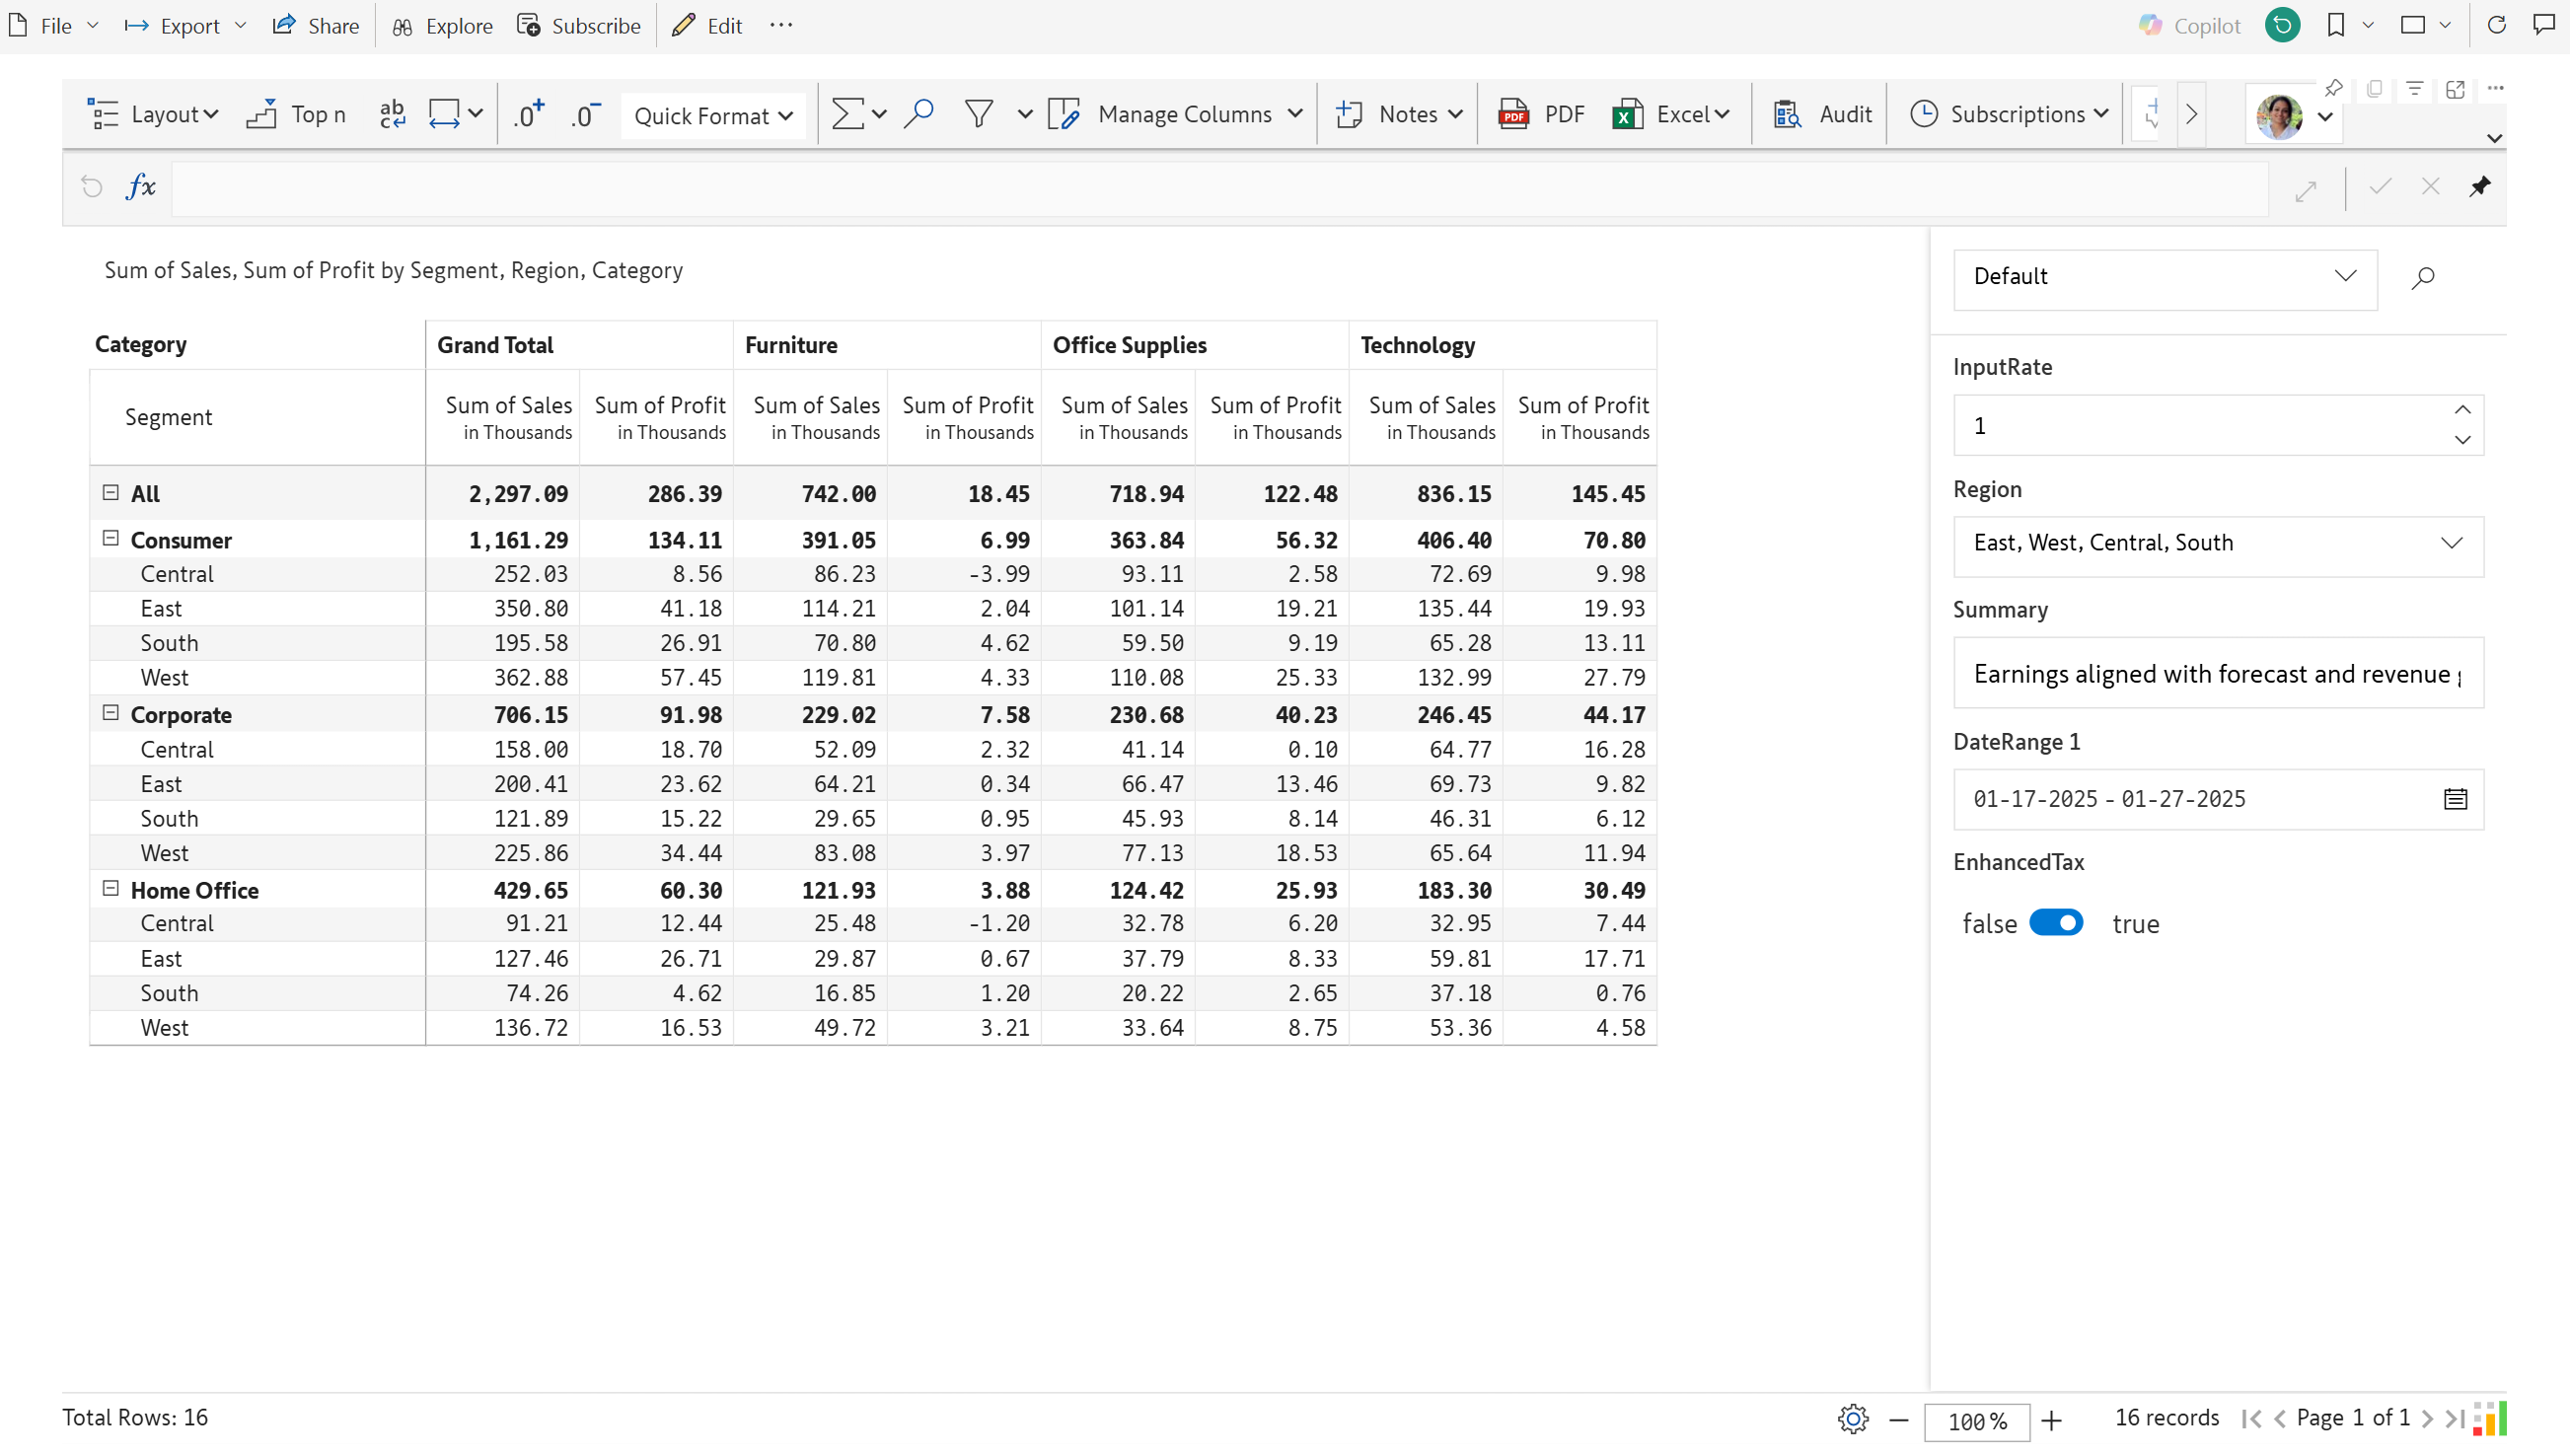 File Export Share Explore Subscribe Edit ... Copilot
Layout Top n ab .0+ .0- Quick Format Manage Columns Notes PDF Excel Audit Subscriptions
fx
Sum of Sales, Sum of Profit by Segment, Region, Category
Category Grand Total Furniture Office Supplies Technology
Segment Sum of Sales Sum of Profit Sum of Sales Sum of Profit Sum of Sales Sum of Profit Sum of Sales Sum of Profit
in Thousands in Thousands in Thousands in Thousands in Thousands in Thousands in Thousands in Thousands
All 2,297.09 286.39 742.00 18.45 718.94 122.48 836.15 145.45
Consumer 1,161.29 134.11 391.05 6.99 363.84 56.32 406.40 70.80
Central 252.03 8.56 86.23 -3.99 93.11 2.58 72.69 9.98
East 350.80 41.18 114.21 2.04 101.14 19.21 135.44 19.93
South 195.58 26.91 70.80 4.62 59.50 9.19 65.28 13.11
West 362.88 57.45 119.81 4.33 110.08 25.33 132.99 27.79
Corporate 706.15 91.98 229.02 7.58 230.68 40.23 246.45 44.17
Central 158.00 18.70 52.09 2.32 41.14 0.10 64.77 16.28
East 200.41 23.62 64.21 0.34 66.47 13.46 69.73 9.82
South 121.89 15.22 29.65 0.95 45.93 8.14 46.31 6.12
West 225.86 34.44 83.08 3.97 77.13 18.53 65.64 11.94
Home Office 429.65 60.30 121.93 3.88 124.42 25.93 183.30 30.49
Central 91.21 12.44 25.48 -1.20 32.78 6.20 32.95 7.44
East 127.46 26.71 29.87 0.67 37.79 8.33 59.81 17.71
South 74.26 4.62 16.85 1.20 20.22 2.65 37.18 0.76
West 136.72 16.53 49.72 3.21 33.64 8.75 53.36 4.58
Default
InputRate
1
Region
East, West, Central, South
Summary
Earnings aligned with forecast and revenue
DateRange 1
01-17-2025 - 01-27-2025
EnhancedTax
false true
Total Rows: 16 100 % 16 records Page 1 of 1